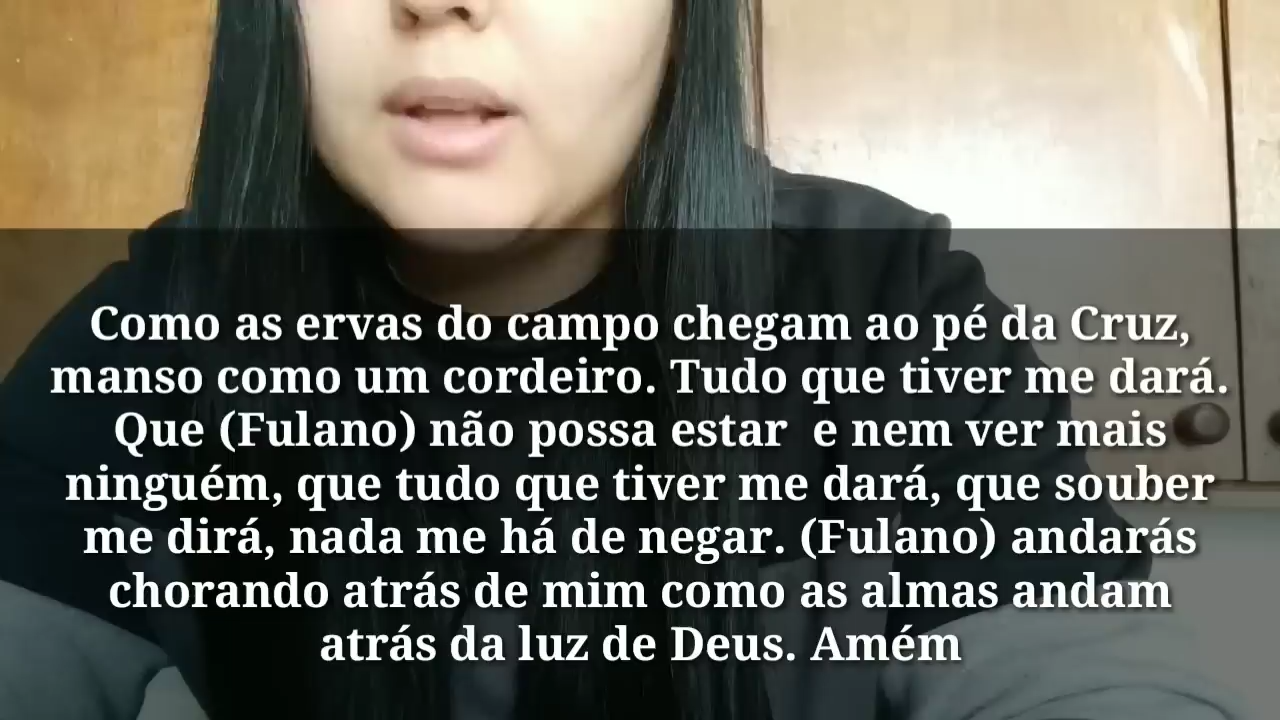 Como as ervas do campo chegam ao pé da Cruz,
manso como um cordeiro. Tudo que tiver me dará.
Que (Fulano) não possa estar e nem ver mais
ninguém, que tudo que tiver me dará, que souber
me dirá, nada me há de negar. (Fulano) andarás
chorando atrás de mim como as almas andam
atrás da luz de Deus. Amém